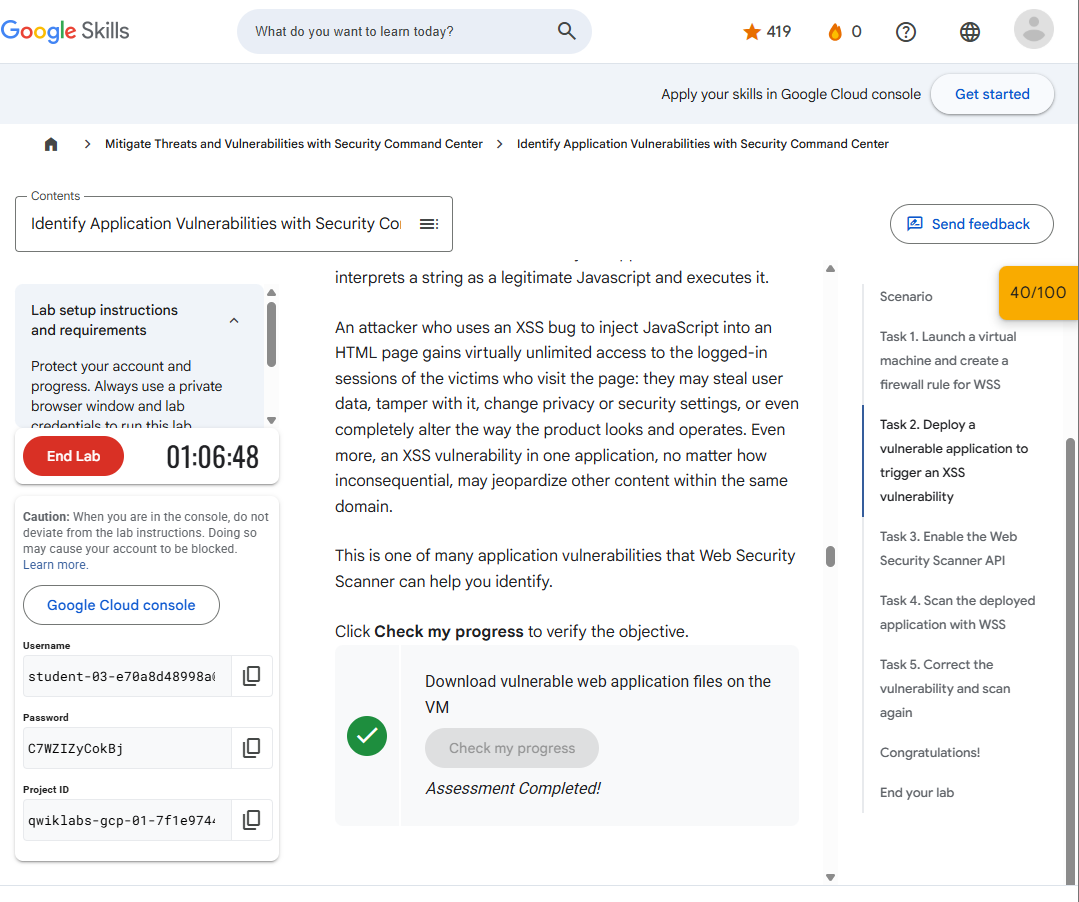 Google Skills
What do you want to learn today?
419
0
Apply your skills in Google Cloud console
Get started
Mitigate Threats and Vulnerabilities with Security Command Center
Identify Application Vulnerabilities with Security Command Center
Contents
Identify Application Vulnerabilities with Security Co
Send feedback
Lab setup instructions
and requirements
Protect your account and
progress. Always use a private
browser window and lab
credentials to run this lab
End Lab
01:06:48
Caution: When you are in the console, do not
deviate from the lab instructions. Doing so
may cause your account to be blocked.
Learn more.
Google Cloud console
Username
student-03-e70a8d48998a
Password
C7WZIZyCokBj
Project ID
qwiklabs-gcp-01-7f1e974
interprets a string as a legitimate Javascript and executes it.
An attacker who uses an XSS bug to inject JavaScript into an
HTML page gains virtually unlimited access to the logged-in
sessions of the victims who visit the page: they may steal user
data, tamper with it, change privacy or security settings, or even
completely alter the way the product looks and operates. Even
more, an XSS vulnerability in one application, no matter how
inconsequential, may jeopardize other content within the same
domain.
This is one of many application vulnerabilities that Web Security
Scanner can help you identify.
Click Check my progress to verify the objective.
Download vulnerable web application files on the
VM
Check my progress
Assessment Completed!
40/100
Scenario
Task 1. Launch a virtual
machine and create a
firewall rule for WSS
Task 2. Deploy a
vulnerable application to
trigger an XSS
vulnerability
Task 3. Enable the Web
Security Scanner API
Task 4. Scan the deployed
application with WSS
Task 5. Correct the
vulnerability and scan
again
Congratulations!
End your lab